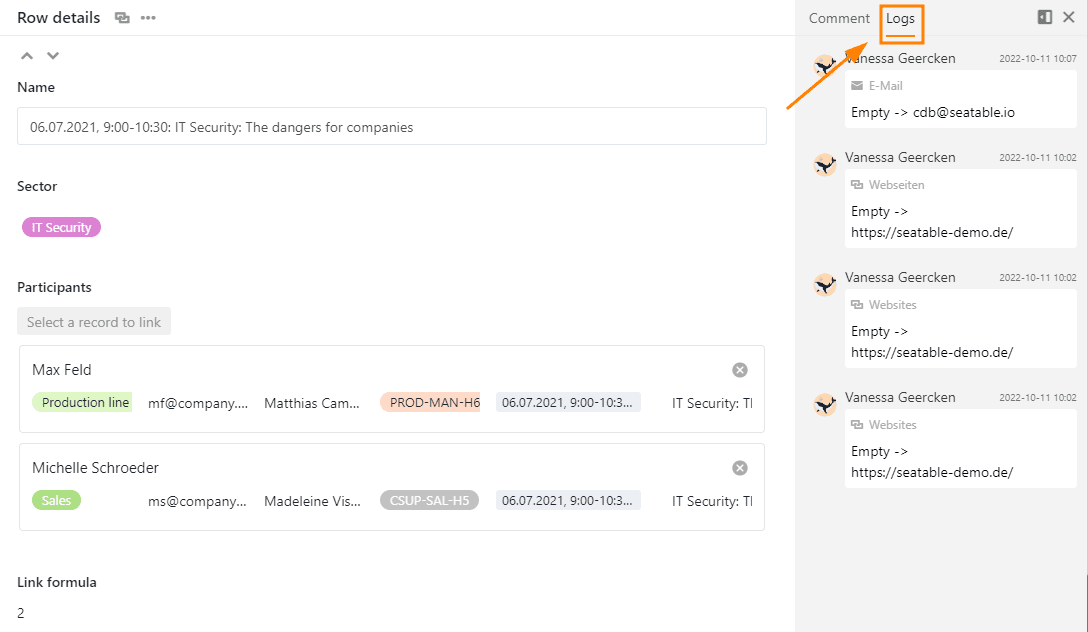 Row details
Name
06.07.2021, 9:00-10:30: IT Security: The dangers for companies
Sector
IT Security
Participants
Select a record to link
Max Feld
Production line mf@company.... Matthias Cam... PROD-MAN-H6 06.07.2021, 9:00-10:3... IT Security: Tl
Michelle Schroeder
Sales ms@company... Madeleine Vis... CSUP-SAL-H5 06.07.2021, 9:00-10:3... IT Security: Tl
Link formula
2
Comment Logs
Vanessa Geercken 2022-10-11 10:07
E-Mail
Empty -> cdb@seatable.io
Vanessa Geercken 2022-10-11 10:02
Webseiten
Empty ->
https://seatable-demo.de/
Vanessa Geercken 2022-10-11 10:02
Websites
Empty ->
https://seatable-demo.de/
Vanessa Geercken 2022-10-11 10:02
Websites
Empty ->
https://seatable-demo.de/